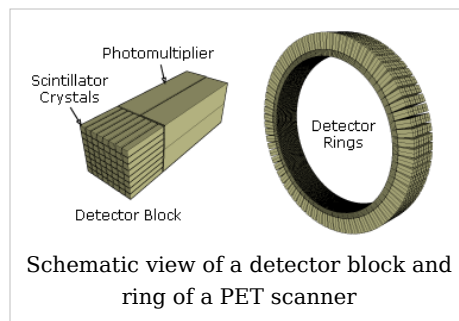 Photomultiplier
Scintillator
Crystals
Detector
Rings
Detector Block
Schematic view of a detector block and
ring of a PET scanner